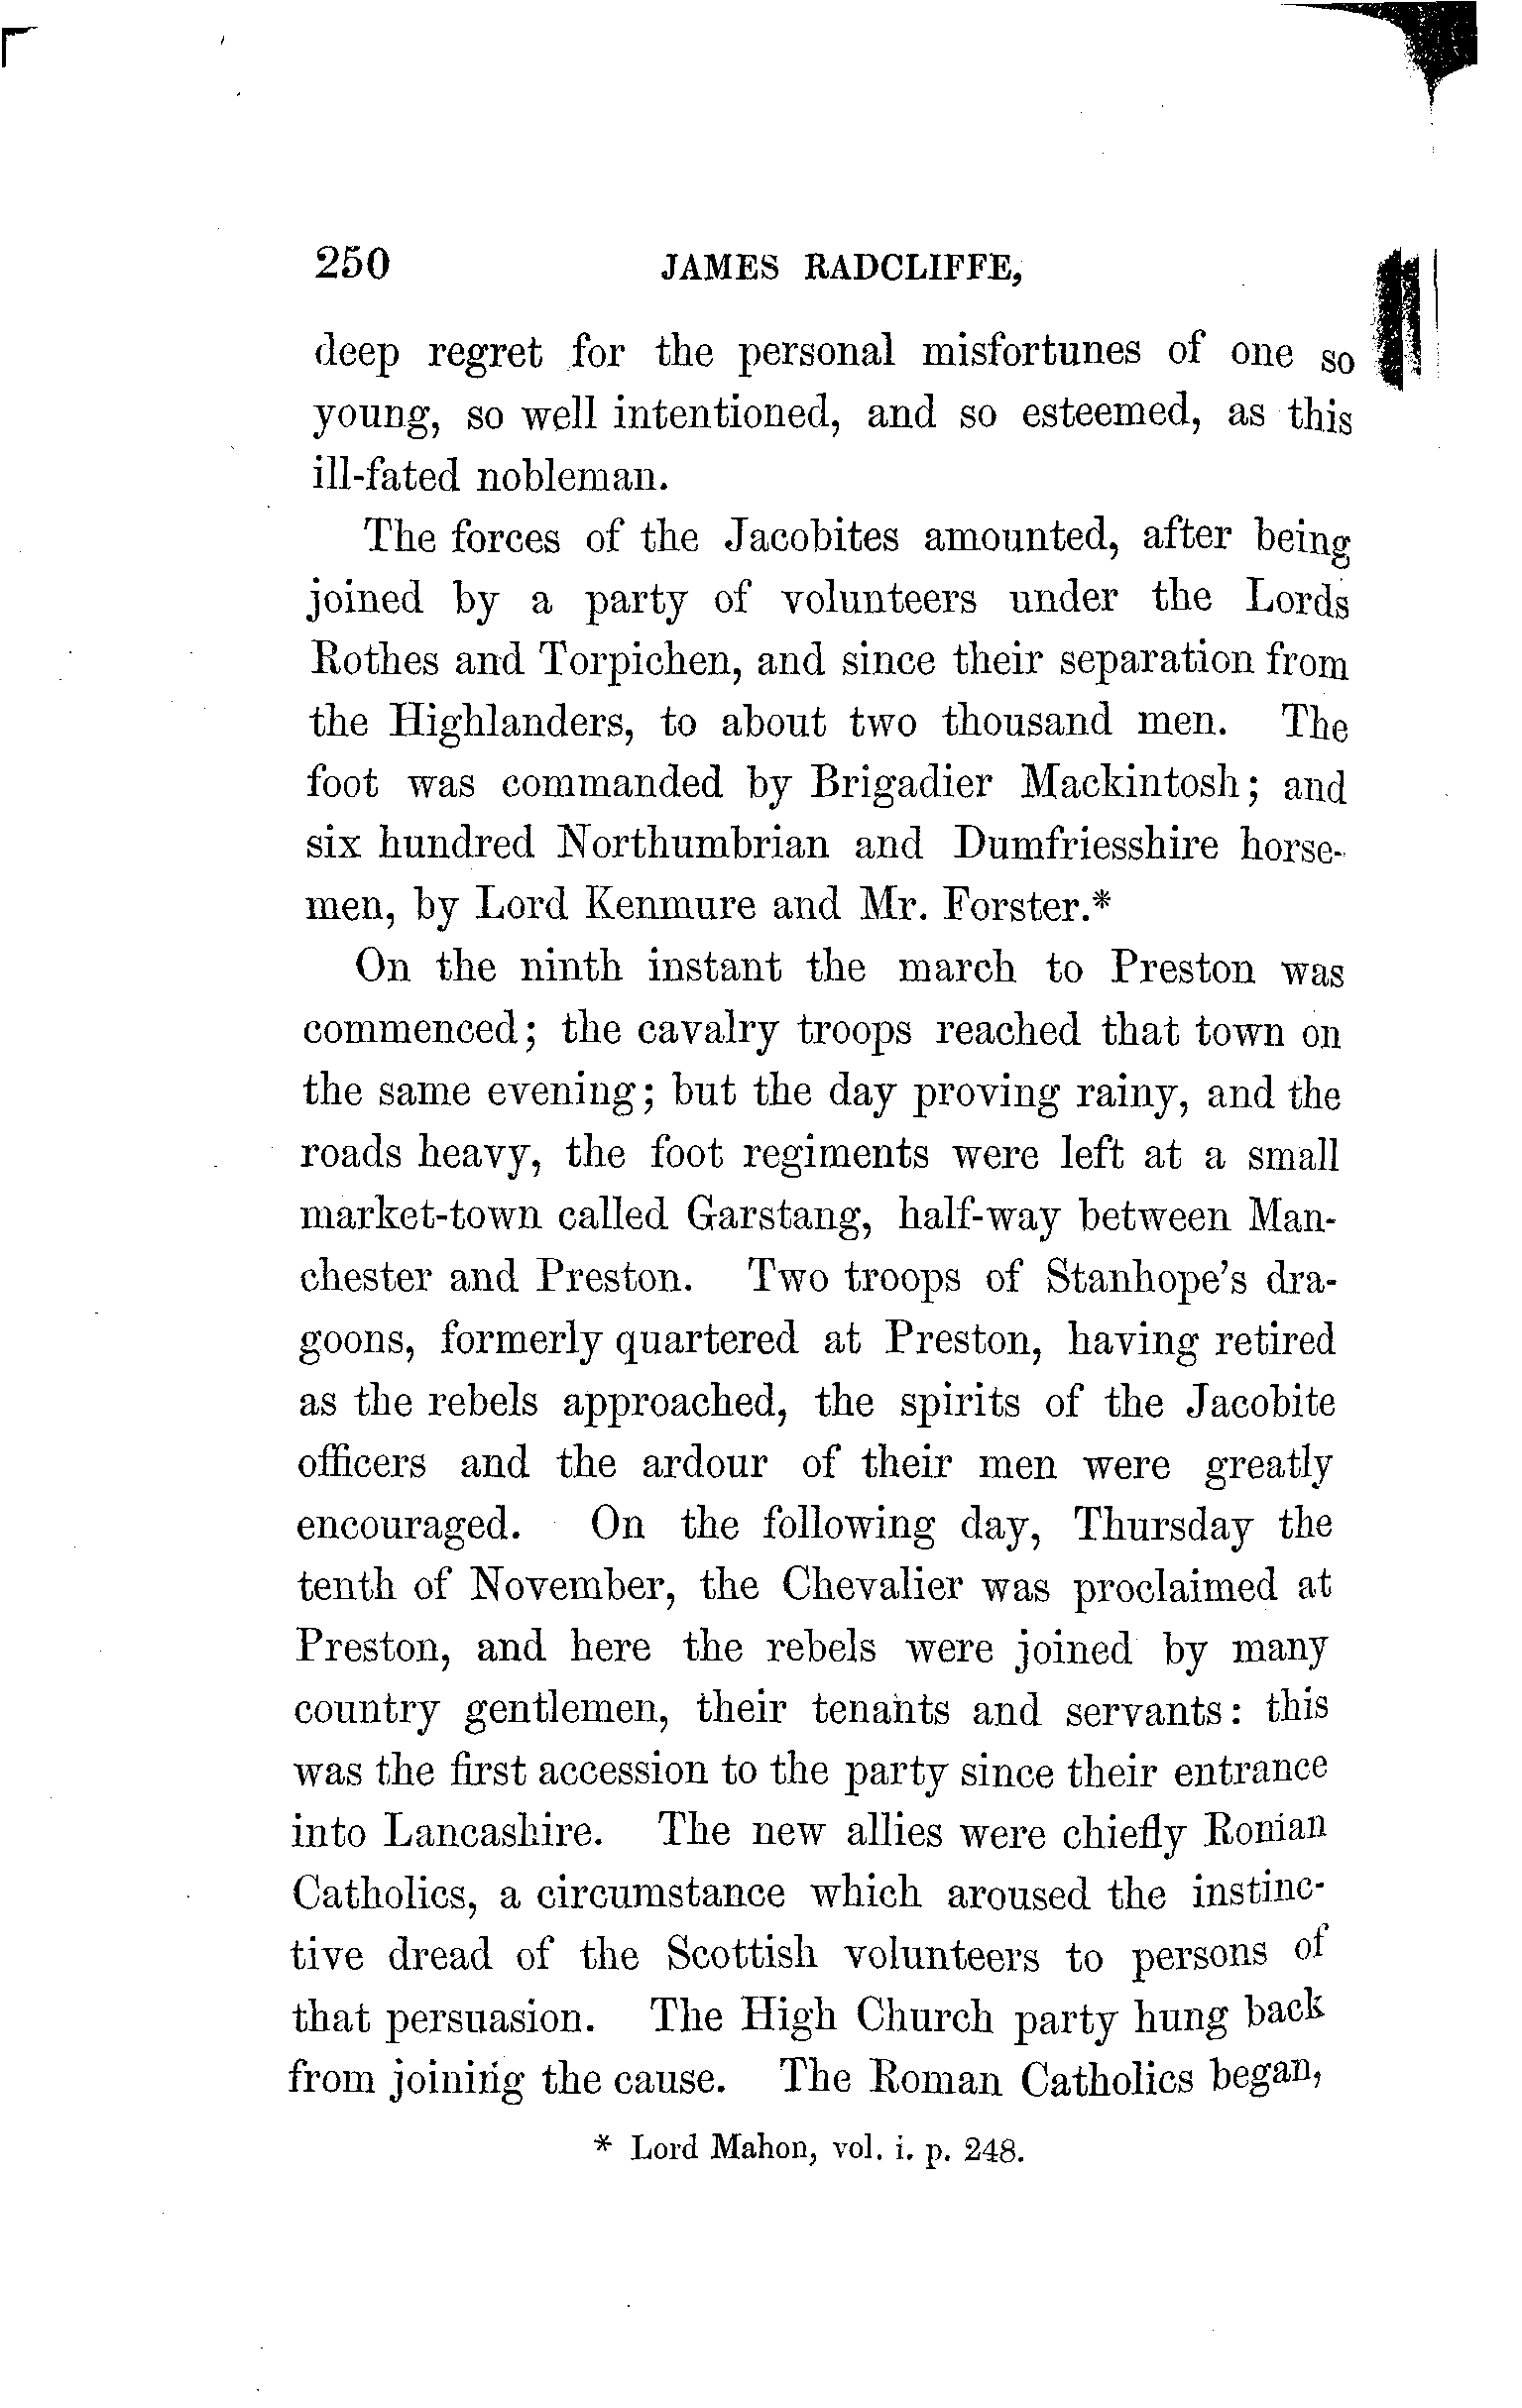 250 JAMES RADCLIFFE,
deep regret for the personal misfortunes of one so
young, so well intentioned, and so esteemed, as this
ill-fated nobleman.
The forces of the Jacobites amounted, after being
joined by a party of volunteers under the Lords
Rothes and Torpichen, and since their separation from
the Highlanders, to about two thousand men. The
foot was commanded by Brigadier Mackintosh; and
six hundred Northumbrian and Dumfriesshire horse-
men, by Lord Kenmure and Mr. Forster.*
On the ninth instant the march to Preston was
commenced; the cavalry troops reached that town on
the same evening; but the day proving rainy, and the
roads heavy, the foot regiments were left at a small
market-town called Garstang, half-way between Man-
chester and Preston. Two troops of Stanhope's dra-
goons, formerly quartered at Preston, having retired
as the rebels approached, the spirits of the Jacobite
officers and the ardour of their men were greatly
encouraged. On the following day, Thursday the
tenth of November, the Chevalier was proclaimed at
Preston, and here the rebels were joined by many
country gentlemen, their tenants and servants: this
was the first accession to the party since their entrance
into Lancashire. The new allies were chiefly Roman
Catholics, a circumstance which aroused the instinc-
tive dread of the Scottish volunteers to persons of
that persuasion. The High Church party hung back
from joining the cause. The Roman Catholics began,
* Lord Mahon, vol. i. p. 248.